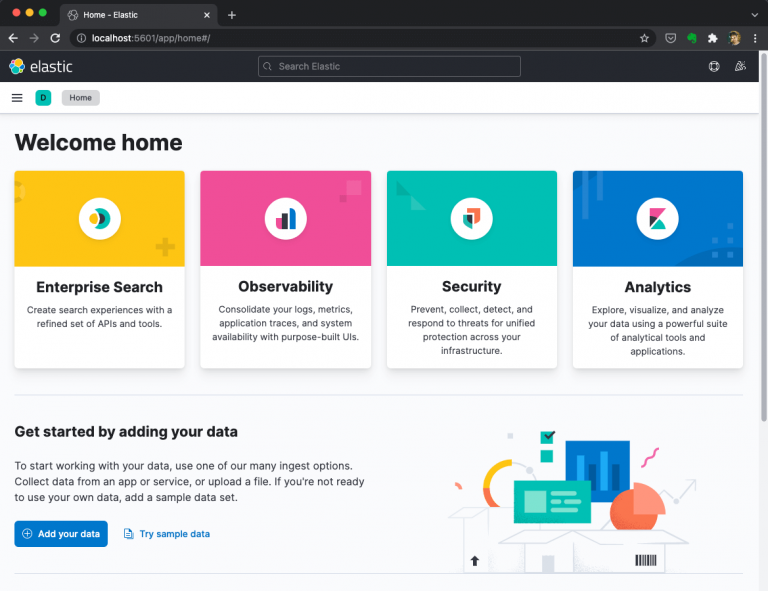 Home - Elastic
localhost:5601/app/home#/
elastic
Search Elastic
D
Home
Welcome home
Enterprise Search
Create search experiences with a
refined set of APIs and tools.
Observability
Consolidate your logs, metrics,
application traces, and system
availability with purpose-built UIs.
Security
Prevent, collect, detect, and
respond to threats for unified
protection across your
infrastructure.
Analytics
Explore, visualize, and analyze
your data using a powerful suite
of analytical tools and
applications.
Get started by adding your data
To start working with your data, use one of our many ingest options.
Collect data from an app or service, or upload a file. If you're not ready
to use your own data, add a sample data set.
Add your data
Try sample data